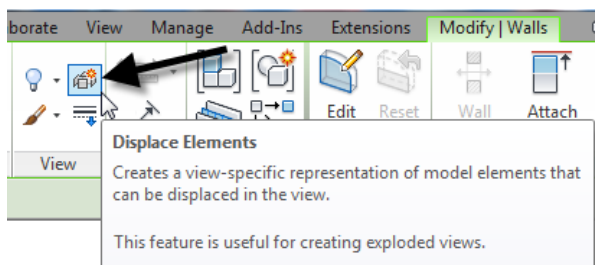 borate View Manage Add-Ins Extensions Modify | Walls
Edit Reset Wall Attach
View
Displace Elements
Creates a view-specific representation of model elements that
can be displaced in the view.
This feature is useful for creating exploded views.